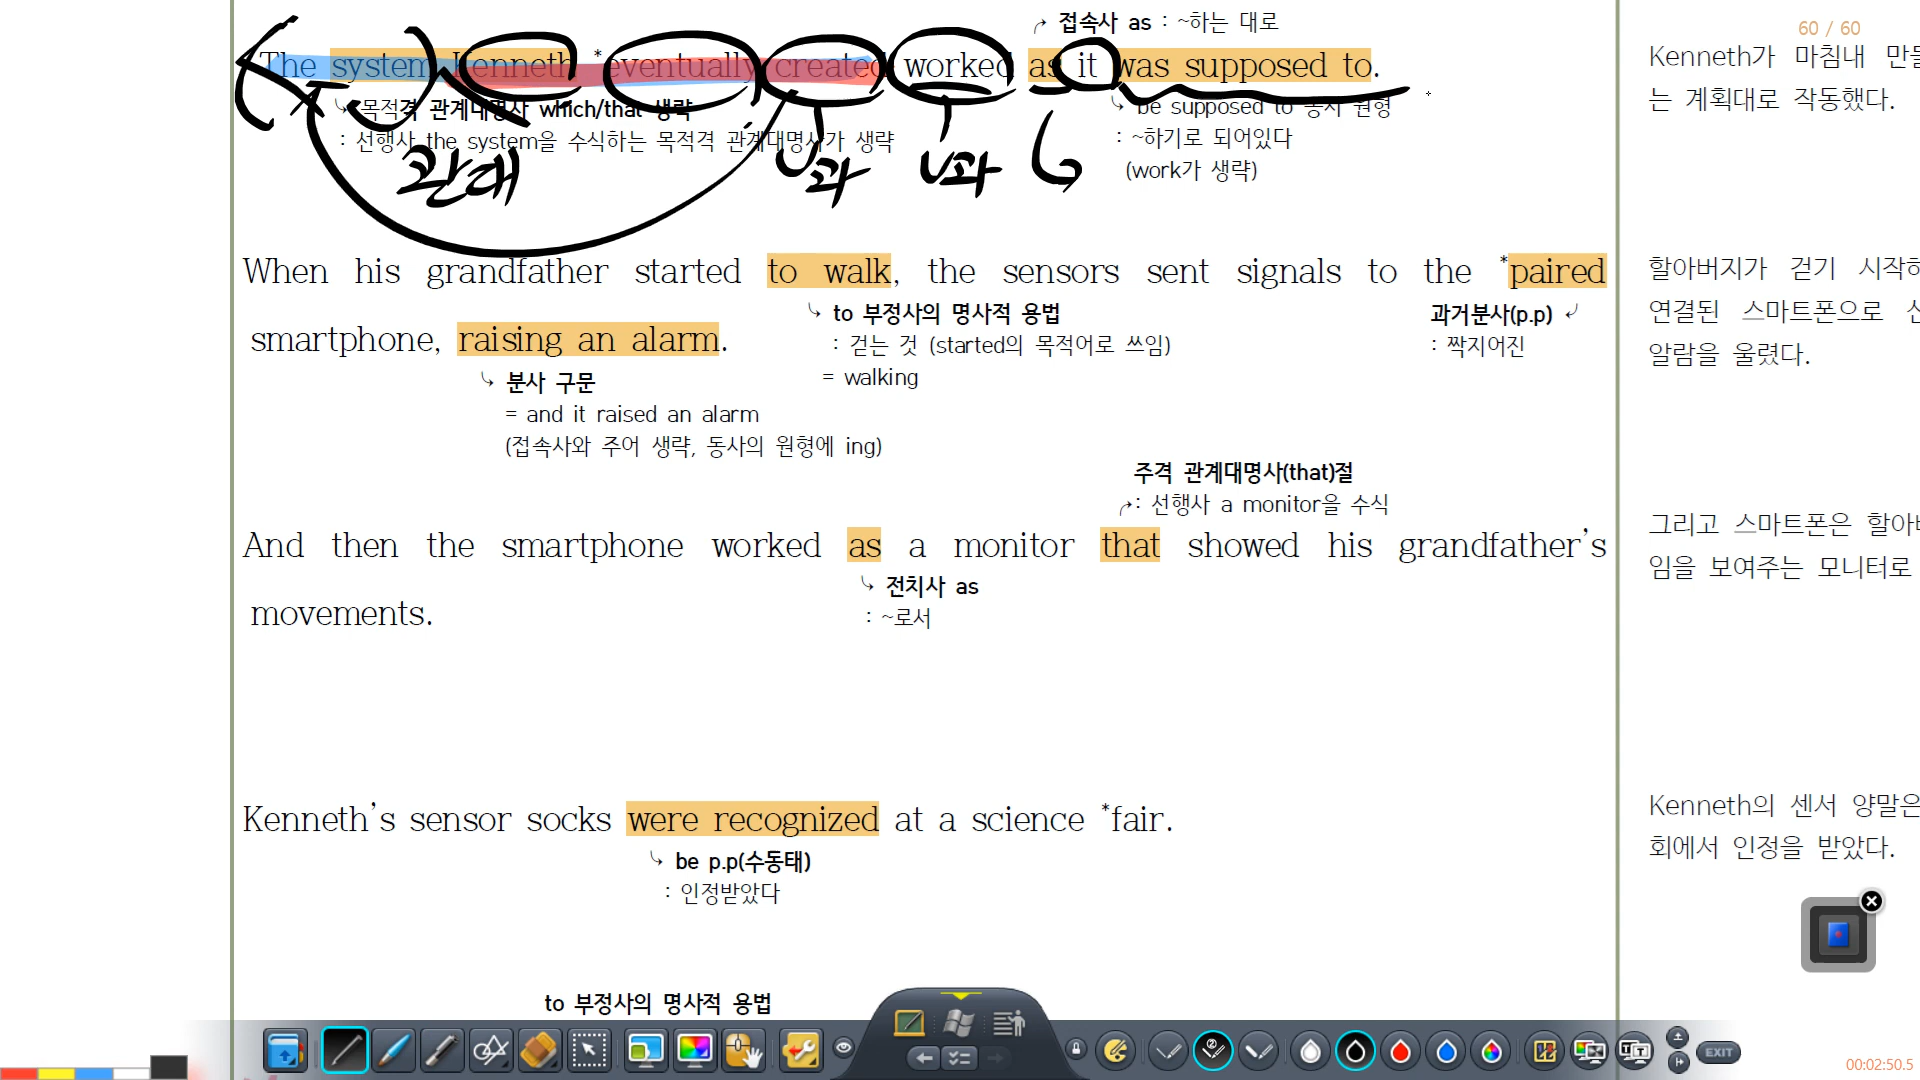 접속사 as : ~하는 대로
60 / 60
The system Kenneth *eventually created worked as it was supposed to.
Kenneth가 마침내 만들
목적격 관계대명사 which/that 생략
be supposed to 동사 원형
는 계획대로 작동했다.
: 선행사 the system을 수식하는 목적격 관계대명사가 생략
: ~하기로 되어있다
(work가 생략)
관대
V과
V과
When his grandfather started to walk, the sensors sent signals to the *paired
할아버지가 걷기 시작하
to 부정사의 명사적 용법
과거분사(p.p)
연결된 스마트폰으로
smartphone, raising an alarm.
: 걷는 것 (started의 목적어로 쓰임)
: 짝지어진
알람을 울렸다.
= walking
분사 구문
= and it raised an alarm
(접속사와 주어 생략, 동사의 원형에 ing)
주격 관계대명사(that)절
: 선행사 a monitor을 수식
And then the smartphone worked as a monitor that showed his grandfather's
그리고 스마트폰은 할아버
임을 보여주는 모니터로
전치사 as
: ~로서
movements.
Kenneth's sensor socks were recognized at a science *fair.
Kenneth의 센서 양말은
회에서 인정을 받았다.
be p.p(수동태)
: 인정받았다
to 부정사의 명사적 용법
EXIT
00:02:50.5